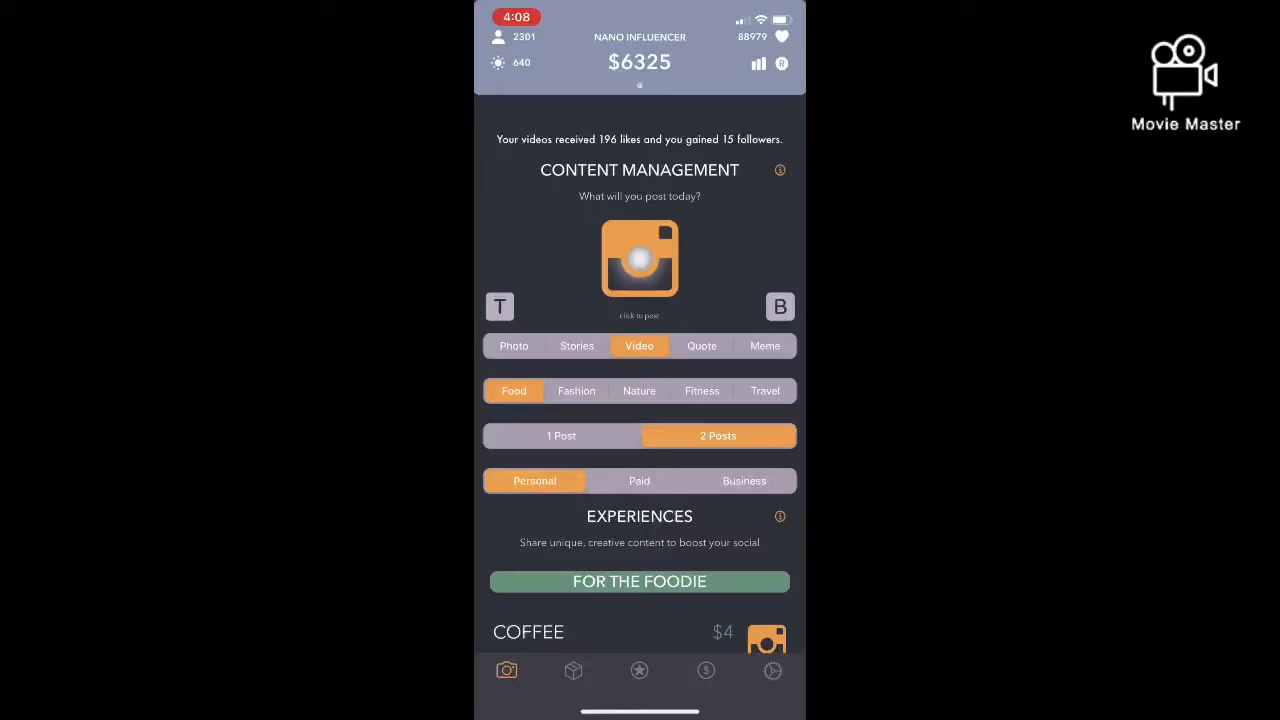 4:08
2301 NANO INFLUENCER 88979
640 $6325 R
@
Movie Master
Your videos received 196 likes and you gained 15 followers.
CONTENT MANAGEMENT
What will you post today?
T B
click to post
Photo Stories Video Quote Meme
Food Fashion Nature Fitness Travel
1 Post 2 Posts
Personal Paid Business
EXPERIENCES
Share unique, creative content to boost your social
FOR THE FOODIE
COFFEE $4
$